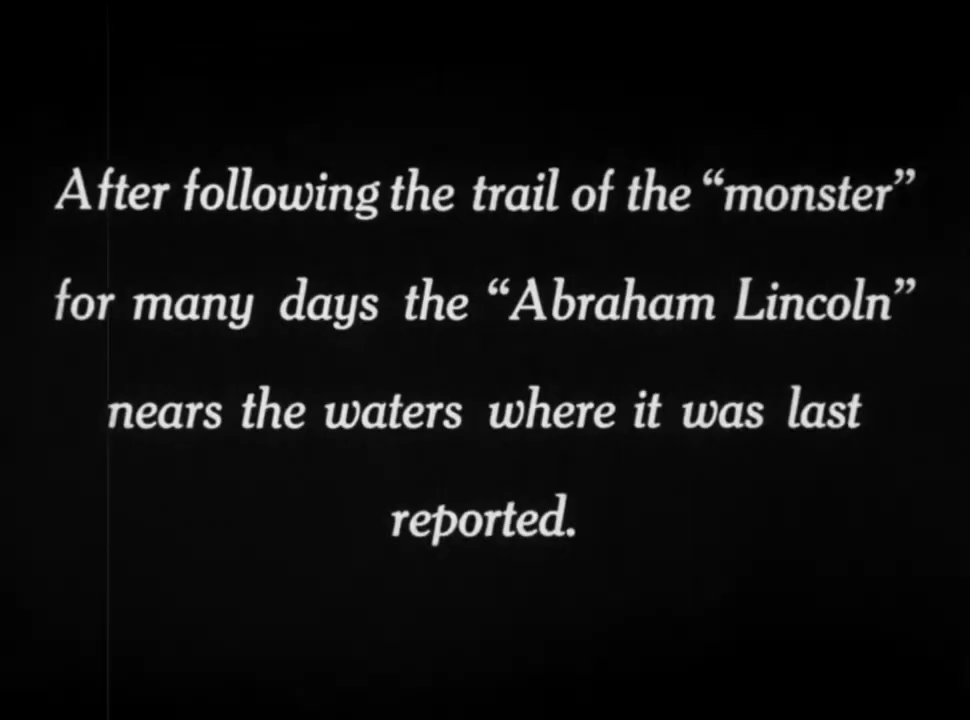 After following the trail of the “monster”
for many days the “Abraham Lincoln”
nears the waters where it was last
reported.